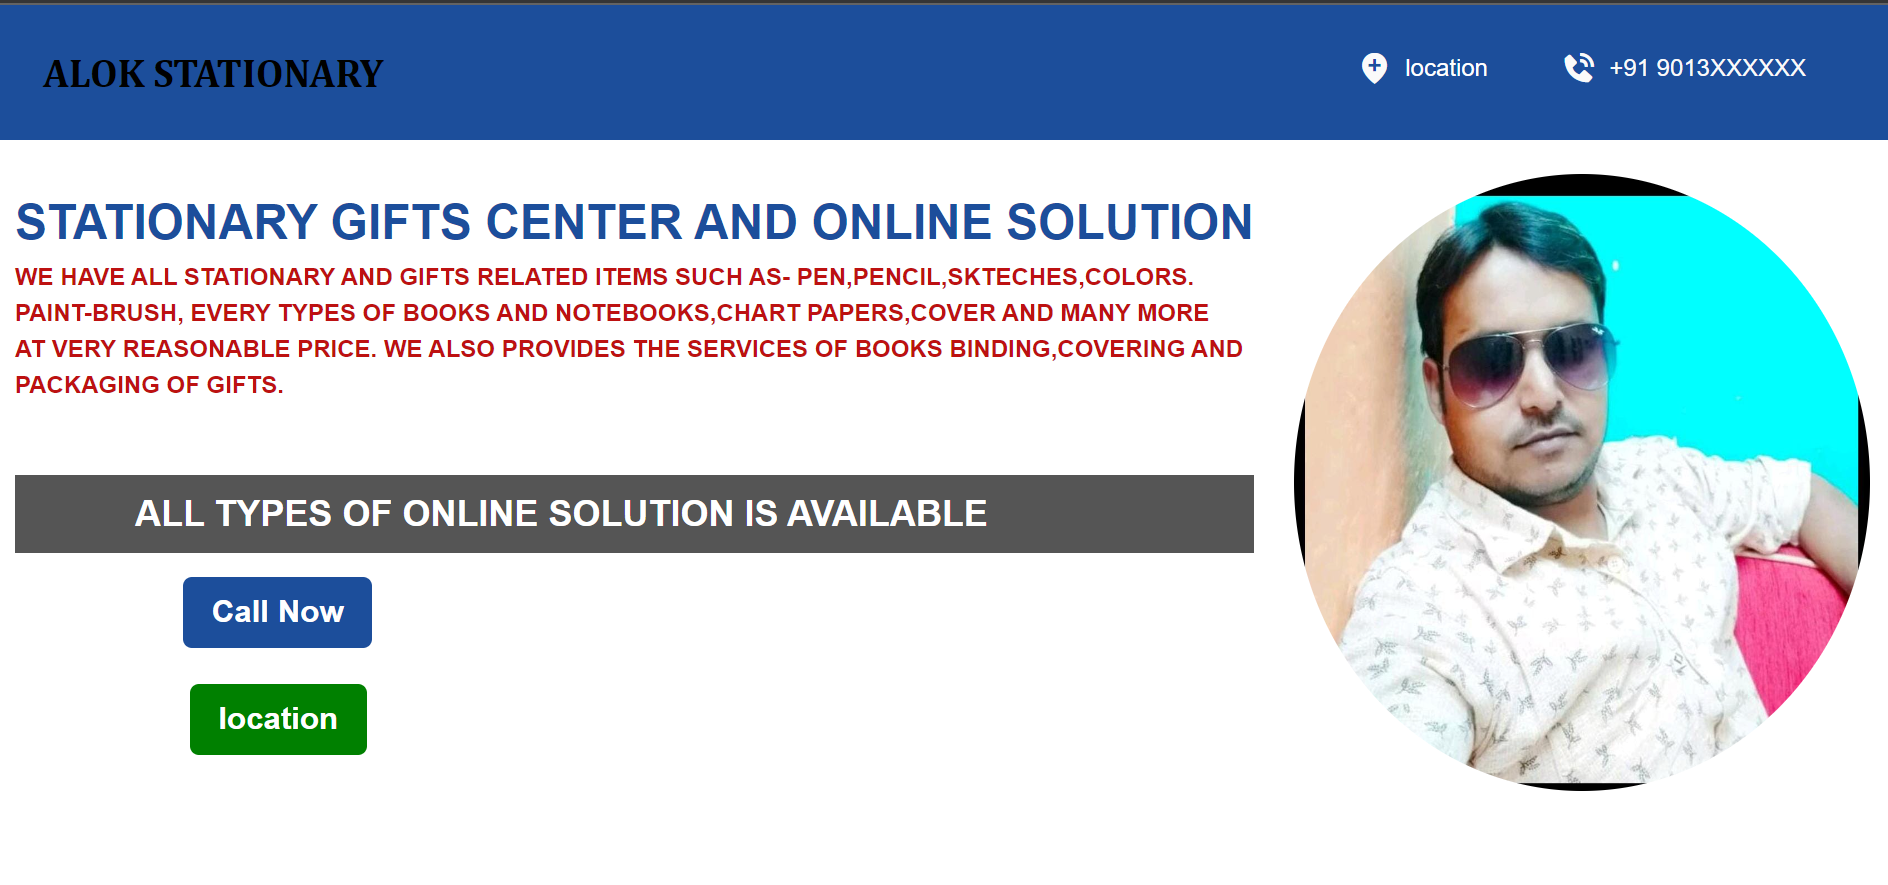 ALOK STATIONARY
location
+91 9013XXXXXX
STATIONARY GIFTS CENTER AND ONLINE SOLUTION
WE HAVE ALL STATIONARY AND GIFTS RELATED ITEMS SUCH AS- PEN,PENCIL,SKTECHES,COLORS.
PAINT-BRUSH, EVERY TYPES OF BOOKS AND NOTEBOOKS,CHART PAPERS,COVER AND MANY MORE
AT VERY REASONABLE PRICE. WE ALSO PROVIDES THE SERVICES OF BOOKS BINDING,COVERING AND
PACKAGING OF GIFTS.
ALL TYPES OF ONLINE SOLUTION IS AVAILABLE
Call Now
location